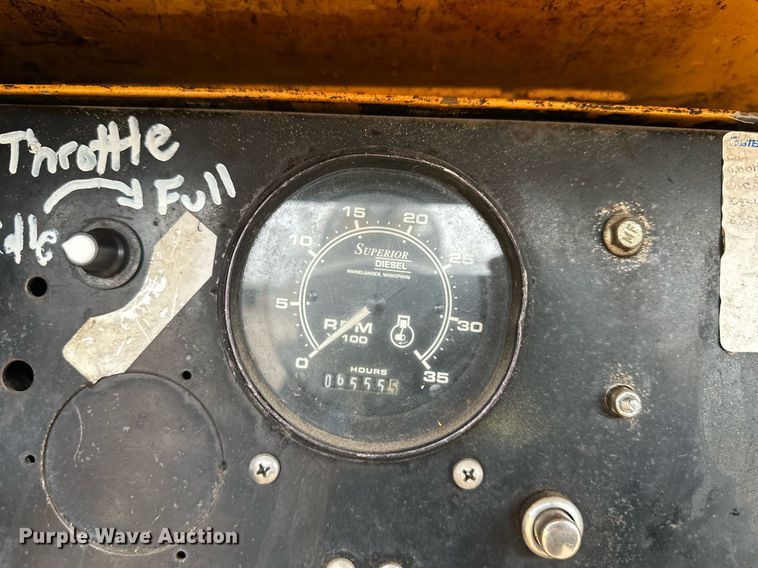 Throttle
Full
Idle
15
20
10
25
SUPERIOR
DIESEL
RHINELANDER, WISCONSIN
5
30
RPM
X 100
0
35
HOURS
065555
Purple Wave Auction